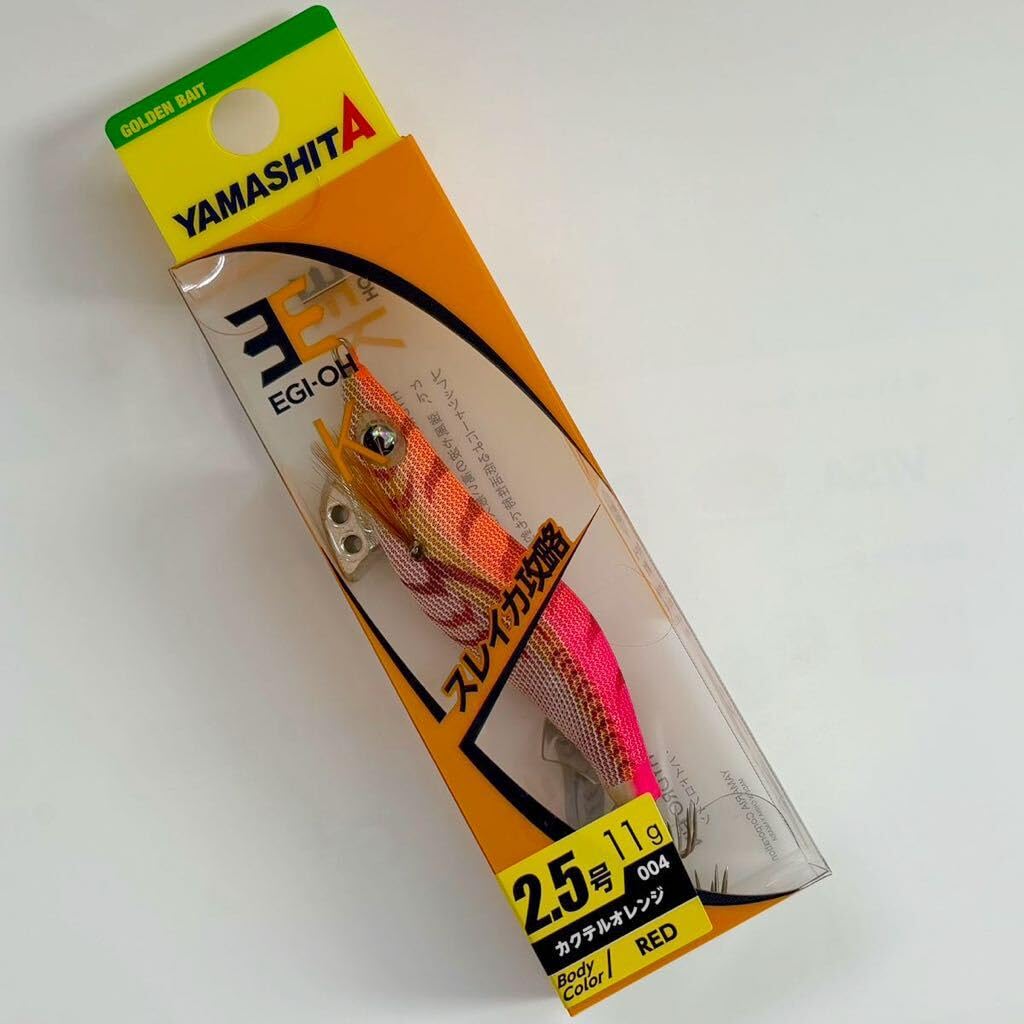 GOLDEN BAIT
YAMASHITA
EGI-OH
K
スレイカ攻略
2.5号 11g
004
カクテルオレンジ
Body Color / RED